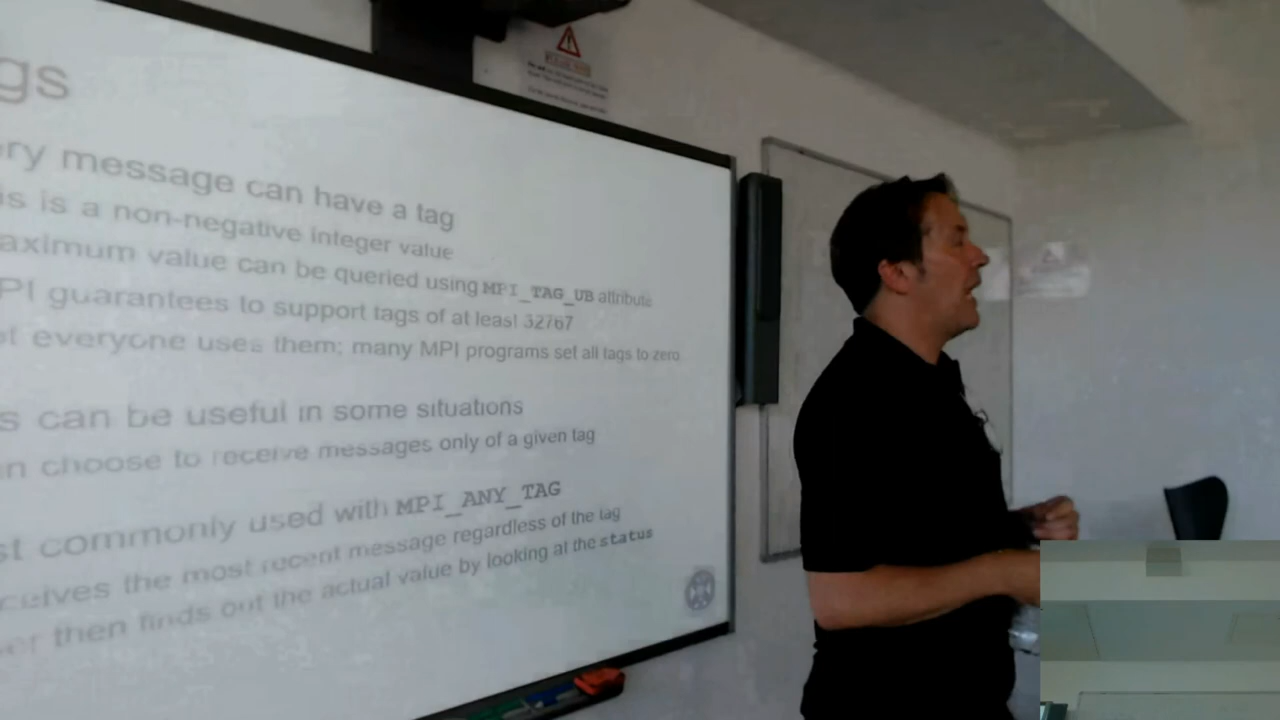 gs
ry message can have a tag
is is a non-negative integer value
aximum value can be queried using MPI_TAG_UB attribute
PI guarantees to support tags of at least 32767
t everyone uses them; many MPI programs set all tags to zero
s can be useful in some situations
n choose to receive messages only of a given tag
st commonly used with MPI_ANY_TAG
ceives the most recent message regardless of the tag
er then finds out the actual value by looking at the status